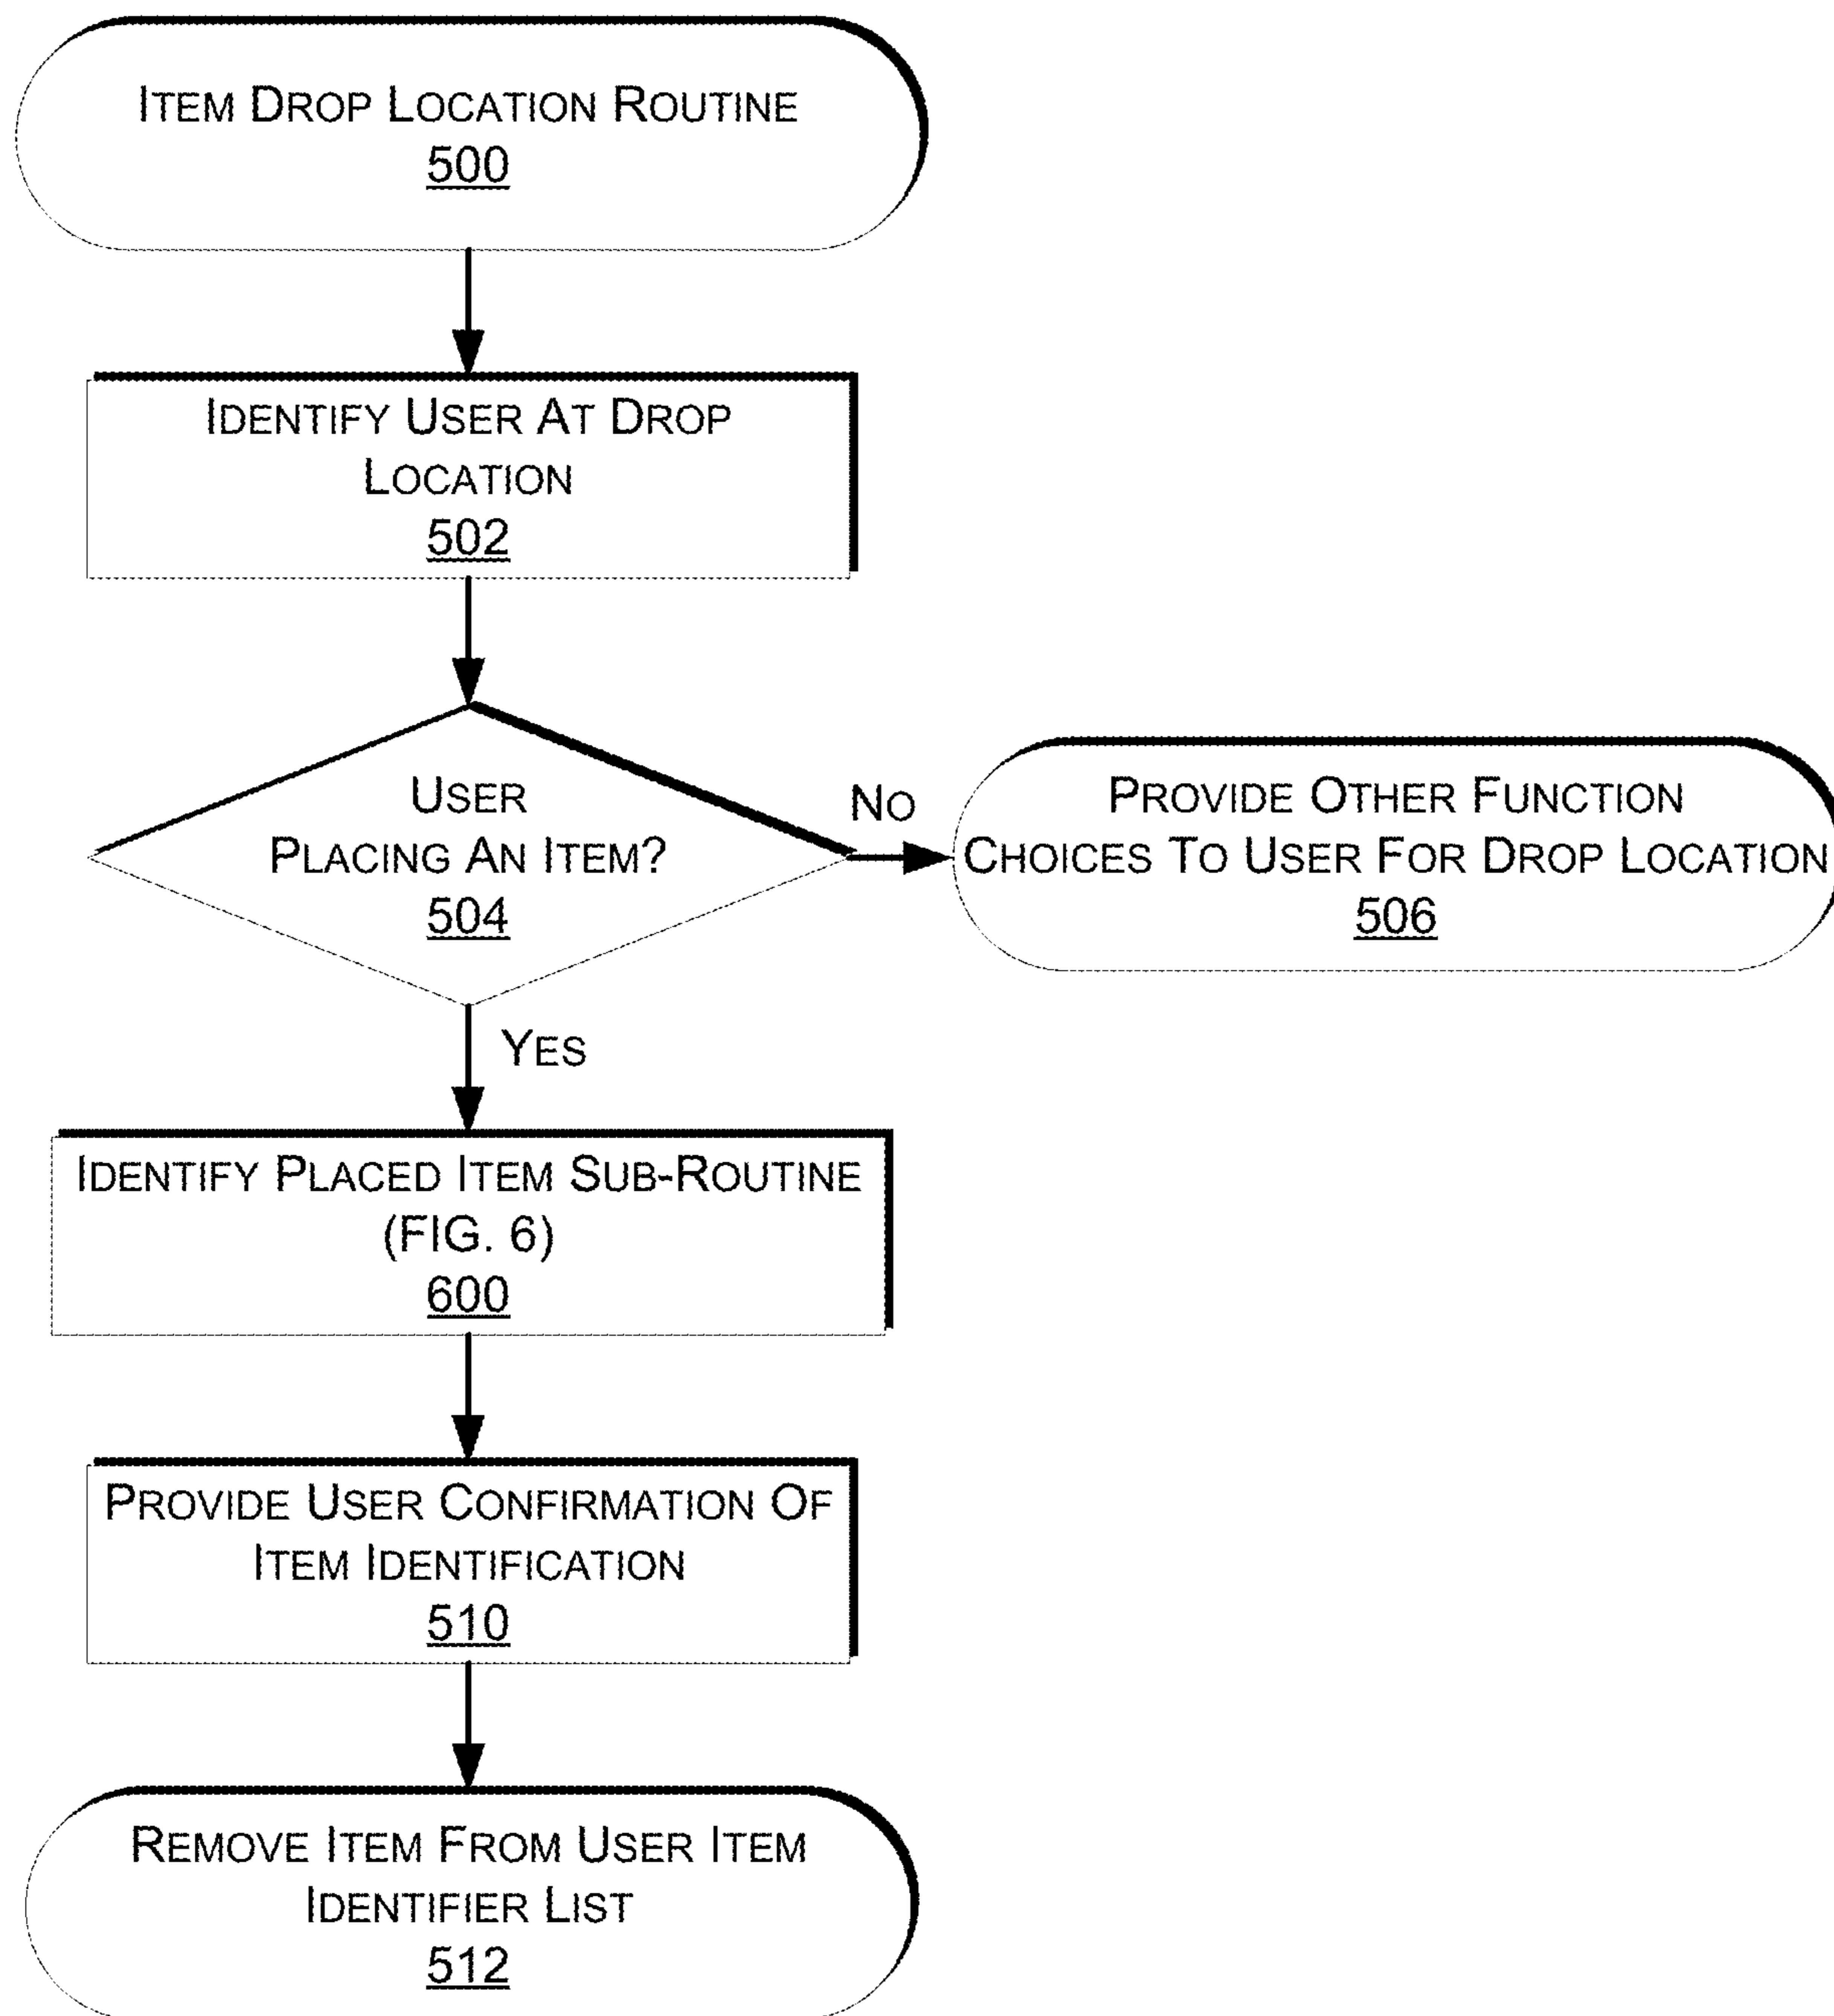 ITEM DROP LOCATION ROUTINE
500
IDENTIFY USER AT DROP
LOCATION
502
USER
PLACING AN ITEM?
504
NO
PROVIDE OTHER FUNCTION
CHOICES TO USER FOR DROP LOCATION
506
YES
IDENTIFY PLACED ITEM SUB-ROUTINE
(FIG. 6)
600
PROVIDE USER CONFIRMATION OF
ITEM IDENTIFICATION
510
REMOVE ITEM FROM USER ITEM
IDENTIFIER LIST
512